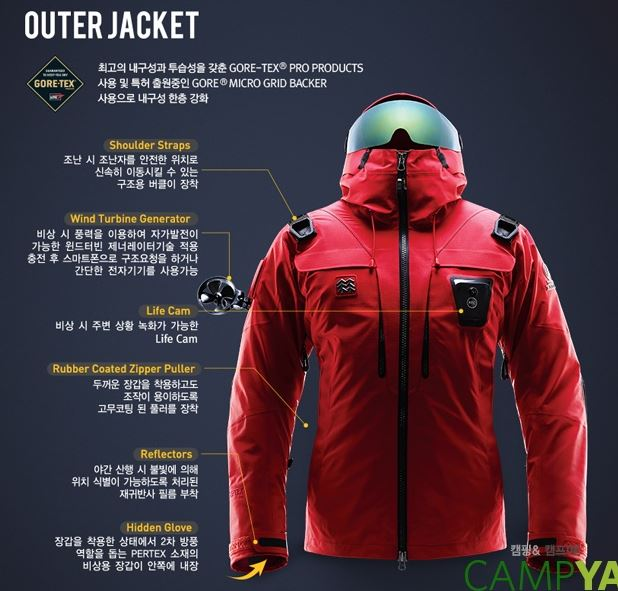 OUTER JACKET
GORE-TEX
최고의 내구성과 투습성을 갖춘 GORE-TEX® PRO PRODUCTS
사용 및 특허 출원중인 GORE® MICRO GRID BACKER
사용으로 내구성 한층 강화
Shoulder Straps
조난 시 조난자를 안전한 위치로
신속히 이동시킬 수 있는
구조용 버클이 장착
Wind Turbine Generator
비상 시 풍력을 이용하여 자가발전이
가능한 윈드터빈 제너레이터기술 적용
충전 후 스마트폰으로 구조요청을 하거나
간단한 전자기기를 사용가능
Life Cam
비상 시 주변 상황 녹화가 가능한
Life Cam
Rubber Coated Zipper Puller
두꺼운 장갑을 착용하고도
조작이 용이하도록
고무코팅 된 풀러를 장착
Reflectors
야간 산행 시 불빛에 의해
위치 식별이 가능하도록 처리된
재귀반사 필름 부착
Hidden Glove
장갑을 착용한 상태에서 2차 방풍
역할을 돕는 PERTEX 소재의
비상용 장갑이 안쪽에 내장
캠핑&
CAMPYA